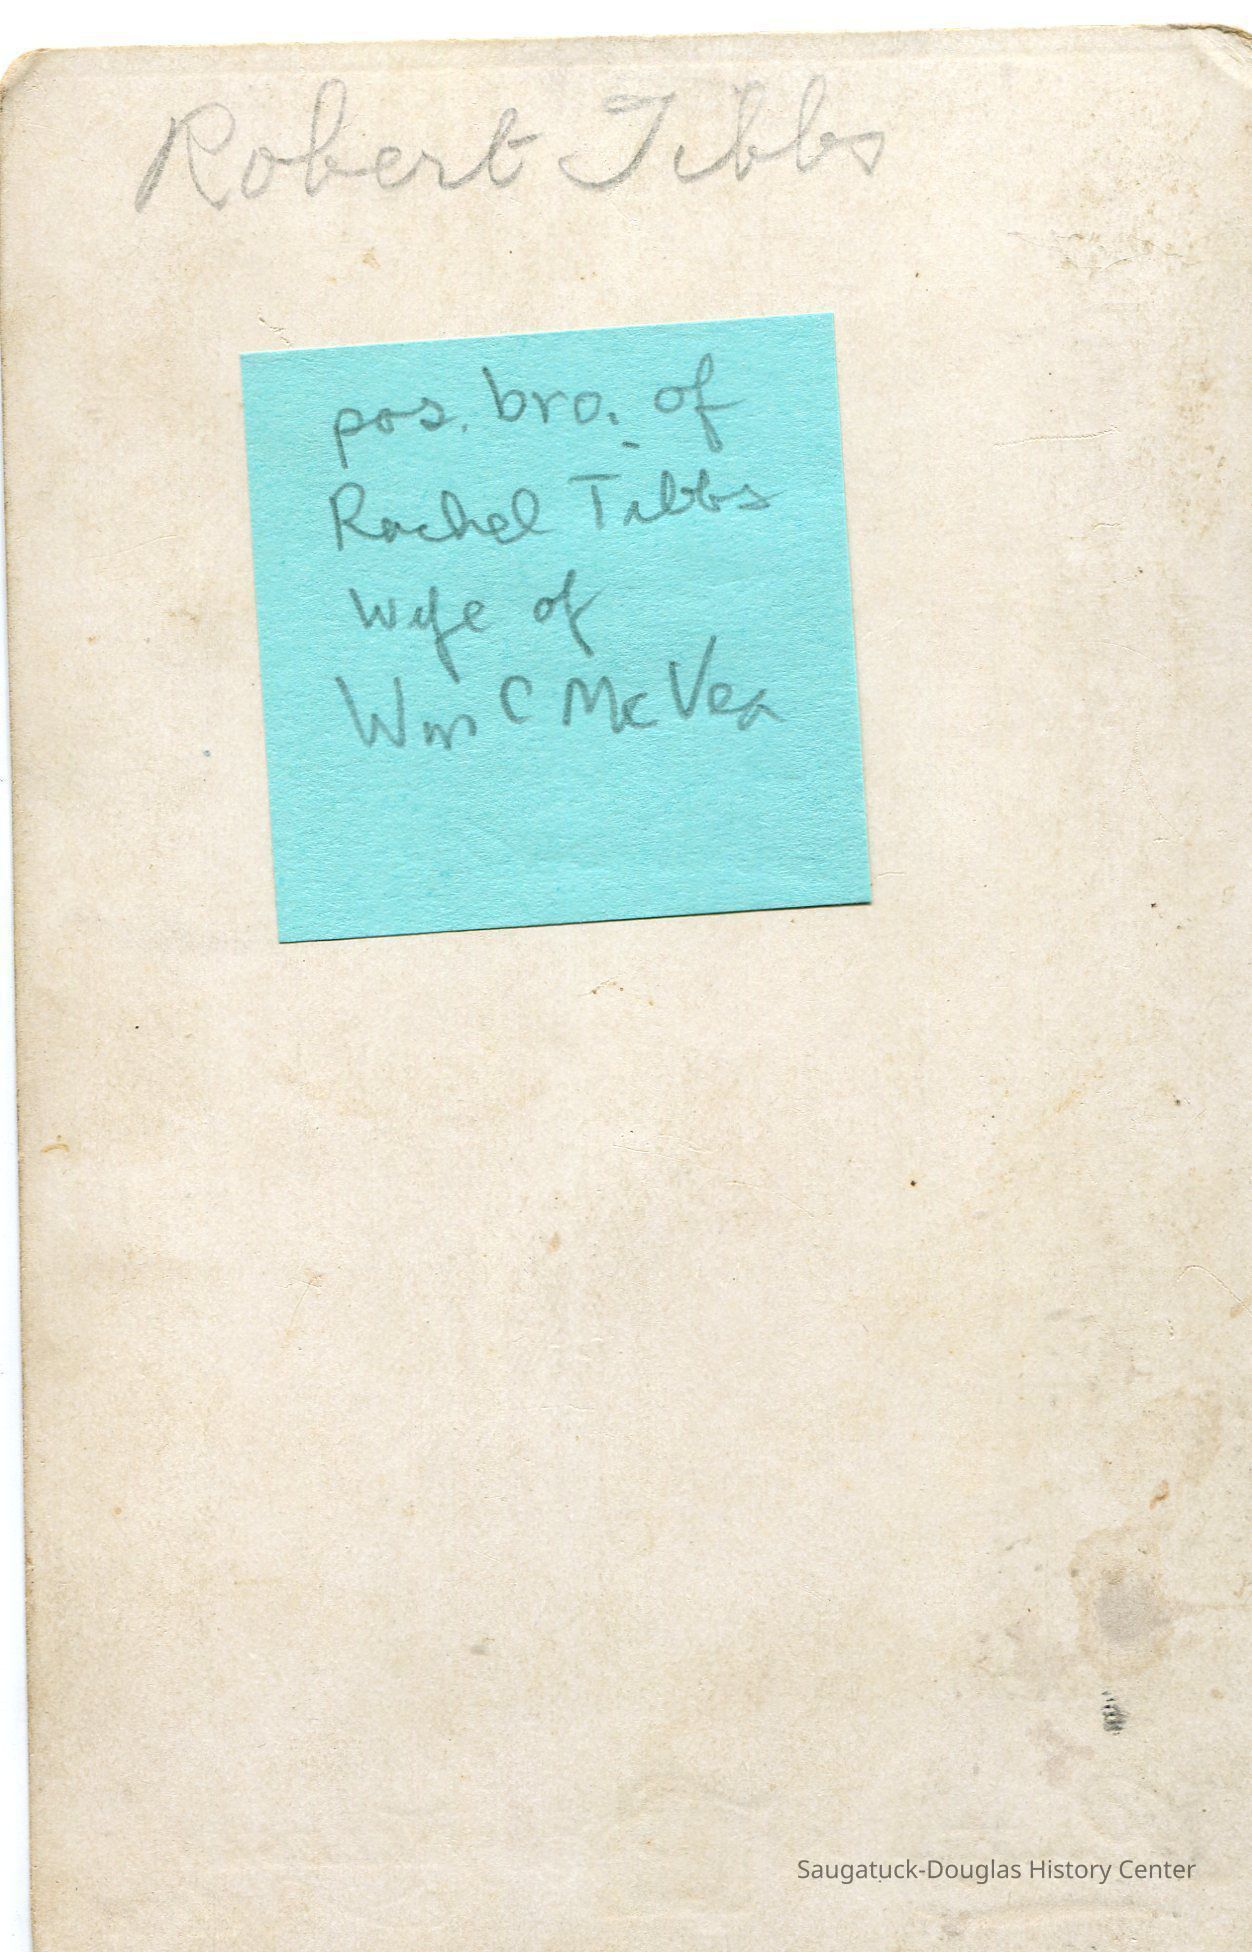 Robert Tibbs
pos. bro. of
Rachel Tibbs
Wife of
Wm C McVea
Saugatuck-Douglas History Center